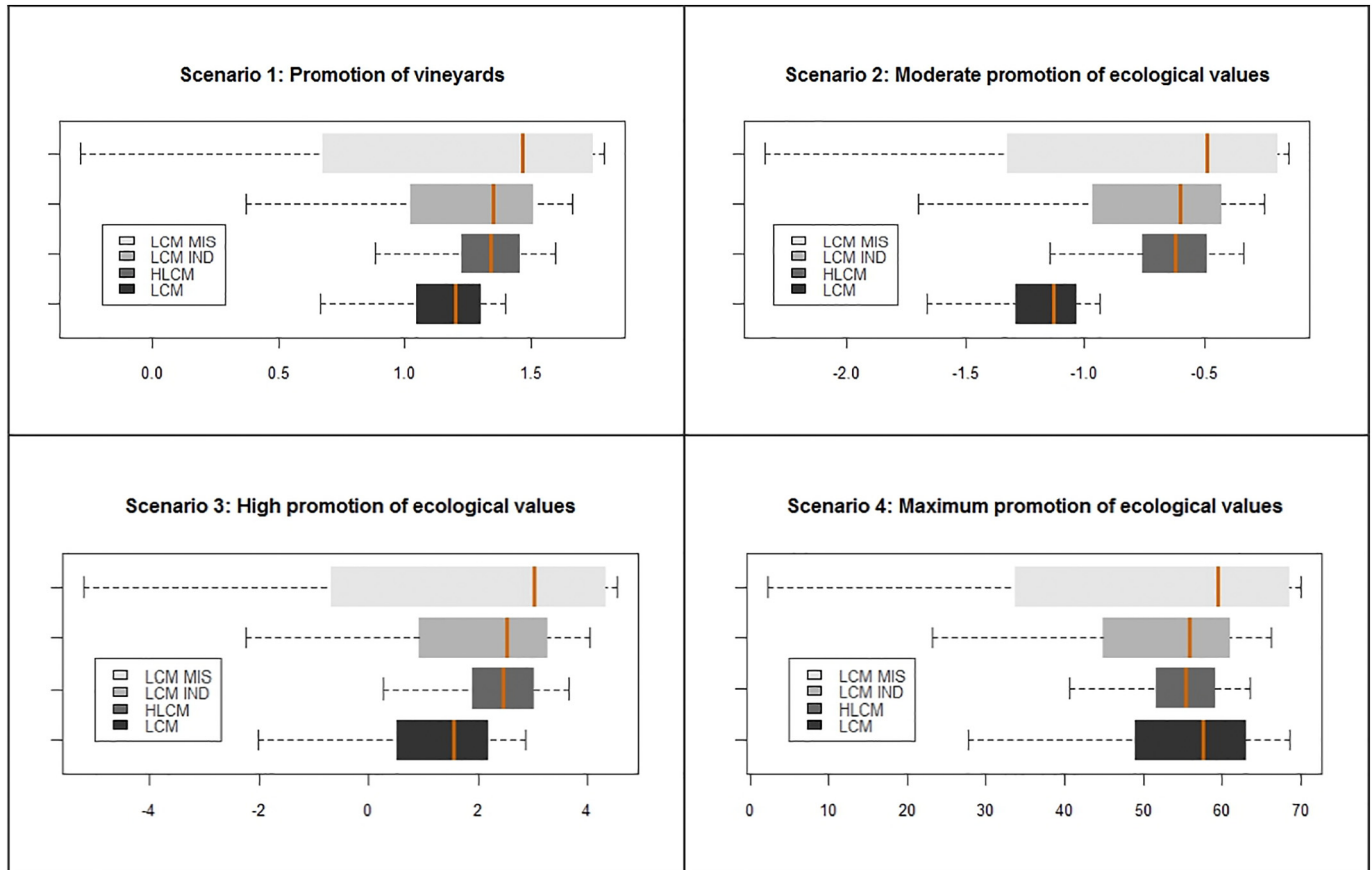 Scenario 1: Promotion of vineyards
LCM MIS
LCM IND
HLCM
LCM
0.0 0.5 1.0 1.5
Scenario 2: Moderate promotion of ecological values
LCM MIS
LCM IND
HLCM
LCM
-2.0 -1.5 -1.0 -0.5
Scenario 3: High promotion of ecological values
LCM MIS
LCM IND
HLCM
LCM
-4 -2 0 2 4
Scenario 4: Maximum promotion of ecological values
LCM MIS
LCM IND
HLCM
LCM
0 10 20 30 40 50 60 70